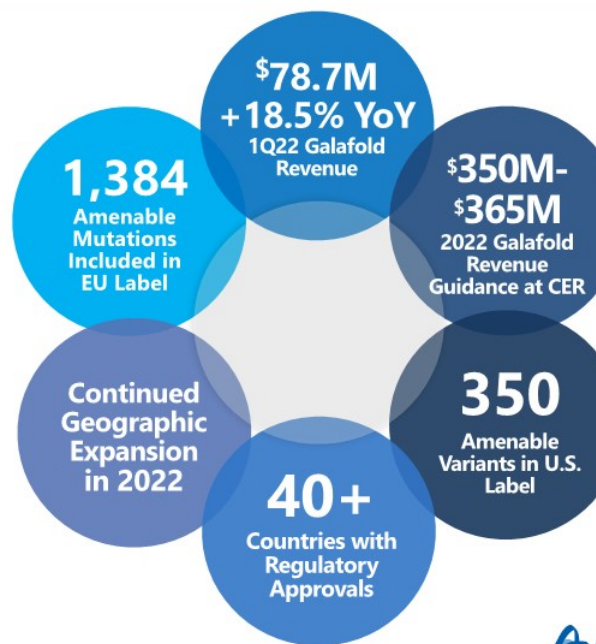 $78.7M
+18.5% YoY
1Q22 Galafold
Revenue
$350M-
$365M
2022 Galafold
Revenue
Guidance at CER
350
Amenable
Variants in U.S.
Label
40+
Countries with
Regulatory
Approvals
Continued
Geographic
Expansion
in 2022
1,384
Amenable
Mutations
Included in
EU Label